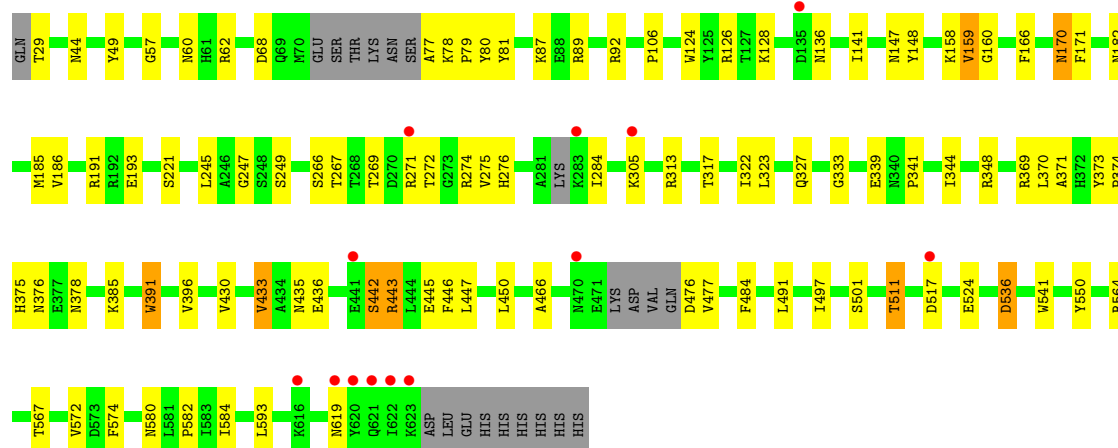 GLN T29 N44 Y49 G57 N60 H61 R62 D68 Q69 M70 GLU SER THR LYS ASN SER A77 K78 P79 Y80 Y81 K87 E88 R89 R92 P106 W124 Y125 R126 T127 K128 D135 N136 I141 N147 Y148 K158 V159 G160 F166 N170 F171 N182
M185 V186 R191 R192 E193 S221 L245 A246 G247 S248 S249 S266 T267 T268 T269 D270 R271 T272 G273 R274 V275 H276 A281 LYS K283 I284 K305 R313 T317 I322 L323 Q327 G333 E339 N340 P341 I344 R348 R369 L370 A371 H372 Y373 P374
H375 N376 E377 N378 K385 W391 V396 V430 V433 A434 N435 E436 E441 S442 R443 L444 E445 F446 L447 L450 A466 N470 E471 LYS ASP VAL GLN D476 V477 F484 L491 I497 S501 T511 D517 E524 D536 W541 Y550
T567 V572 D573 F574 N580 L581 P582 I583 I584 L593 K616 N619 Y620 Q621 I622 K623 ASP LEU GLU HIS HIS HIS HIS HIS HIS